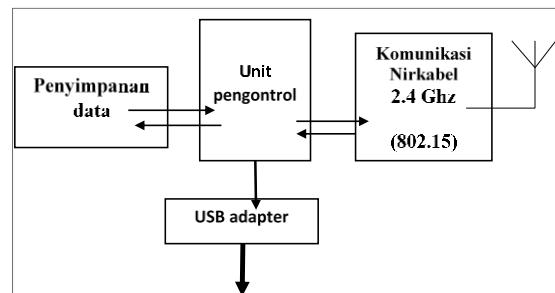 Penyimpanan
data
Unit
pengontrol
Komunikasi
Nirkabel
2.4 Ghz
(802.15)
USB adapter